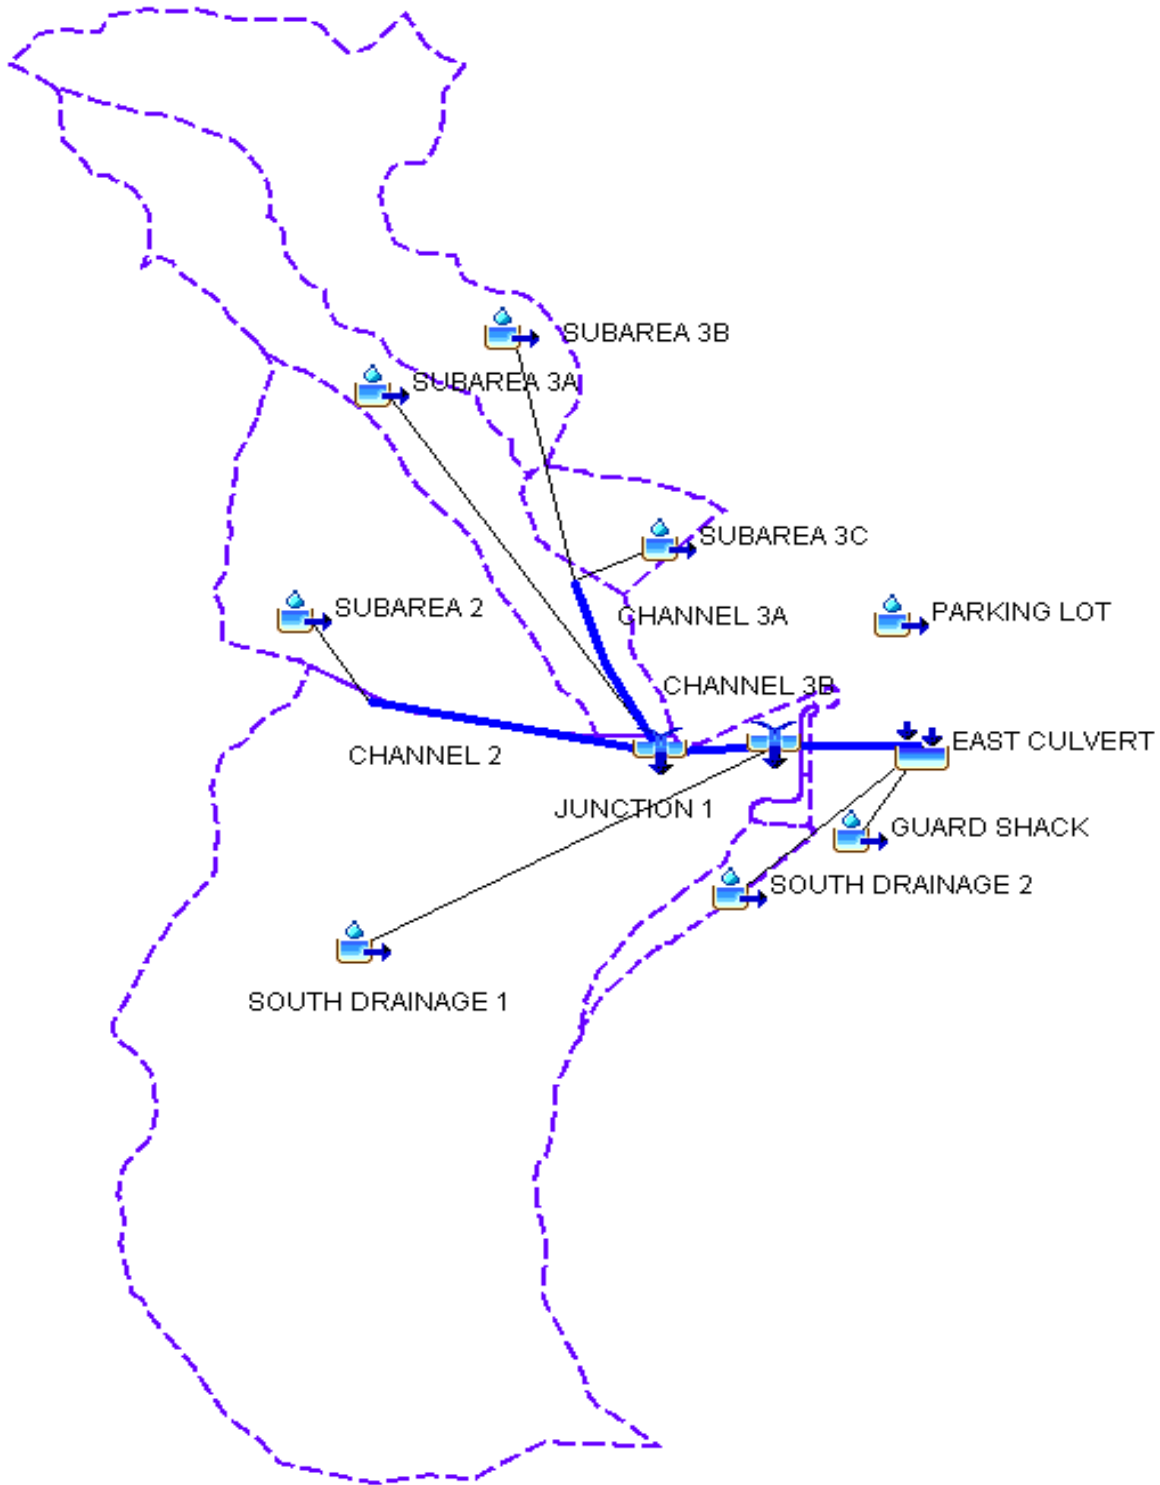 SUBAREA 3B
SUBAREA 3A
SUBAREA 3C
SUBAREA 2
CHANNEL 3A
PARKING LOT
CHANNEL 3B
EAST CULVERT
CHANNEL 2
JUNCTION 1
GUARD SHACK
SOUTH DRAINAGE 2
SOUTH DRAINAGE 1